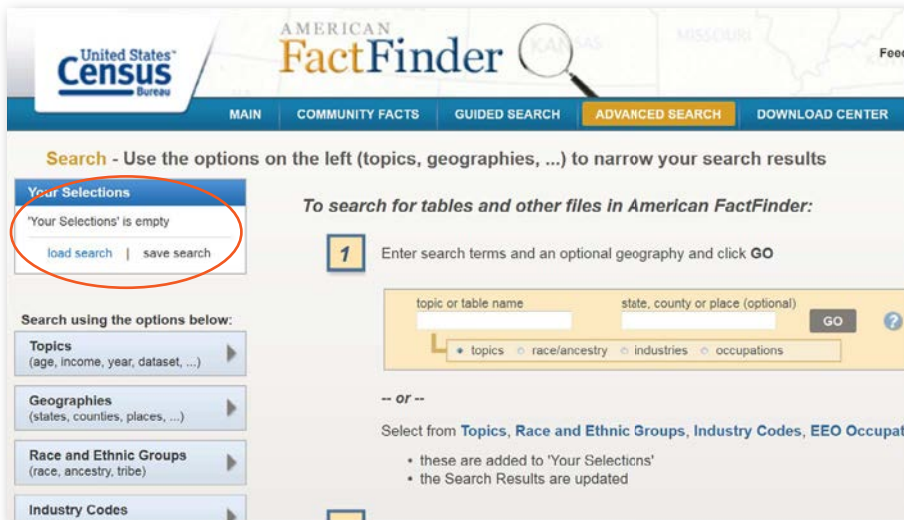 United States™
Census
Bureau
AMERICAN
FactFinder
KANSAS
MISSOURI
Feed
MAIN
COMMUNITY FACTS
GUIDED SEARCH
ADVANCED SEARCH
DOWNLOAD CENTER
Search - Use the options on the left (topics, geographies, ...) to narrow your search results
Your Selections
'Your Selections' is empty
load search | save search
Search using the options below:
Topics
(age, income, year, dataset, ...)
Geographies
(states, counties, places, ...)
Race and Ethnic Groups
(race, ancestry, tribe)
Industry Codes
To search for tables and other files in American FactFinder:
1
Enter search terms and an optional geography and click GO
topic or table name
state, county or place (optional)
GO
?
topics
race/ancestry
industries
occupations
-- or --
Select from Topics, Race and Ethnic Groups, Industry Codes, EEO Occupat
• these are added to 'Your Selections'
• the Search Results are updated